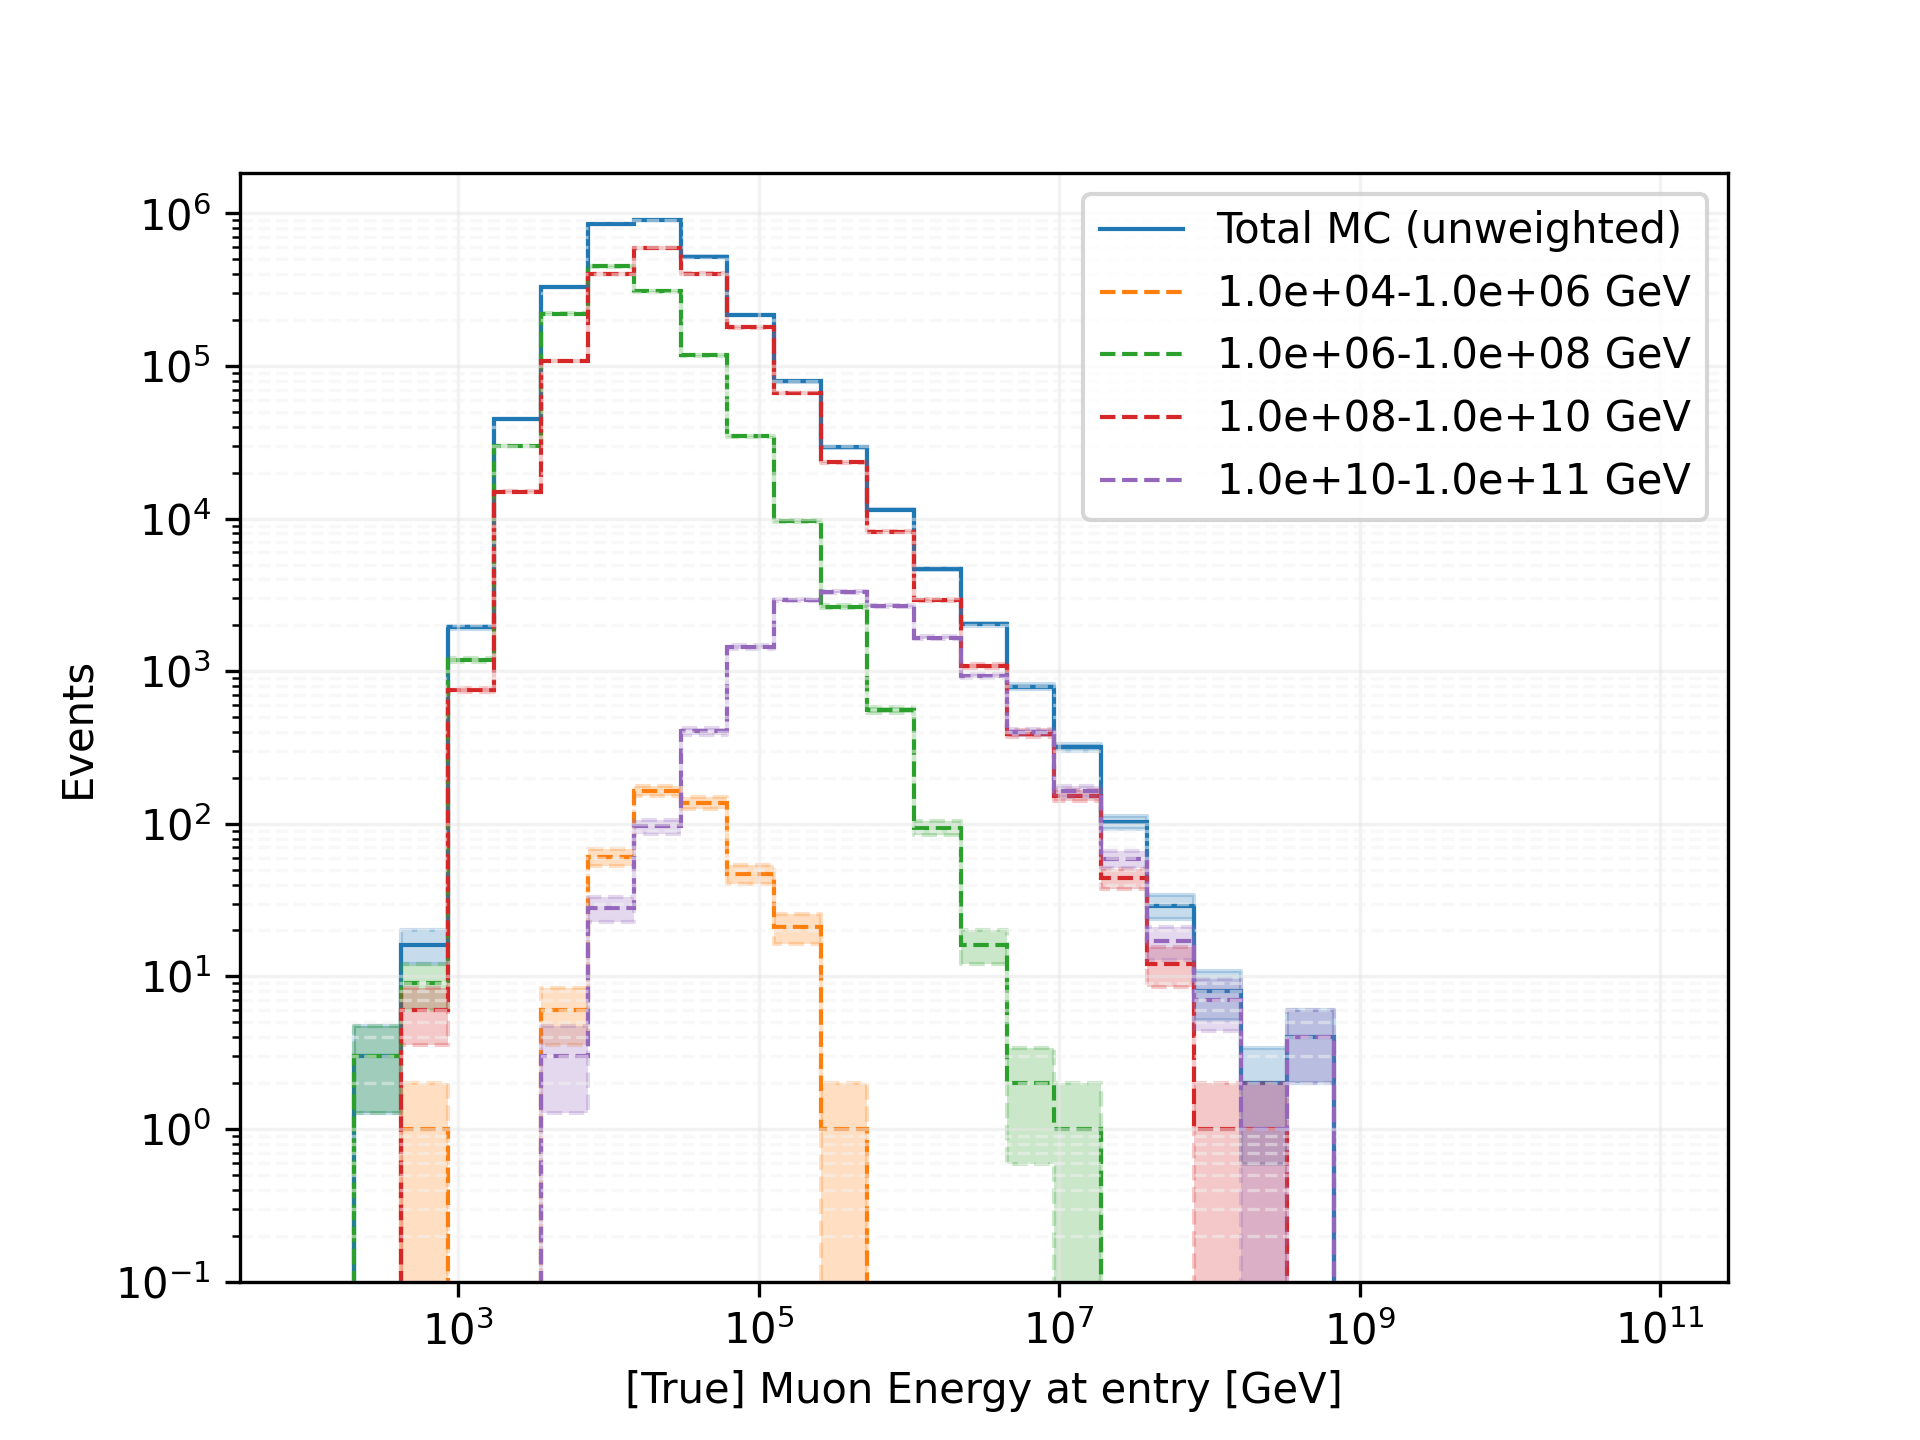 10⁶
10⁵
10⁴
10³
10²
10¹
10⁰
10⁻¹
Events
Total MC (unweighted)
1.0e+04-1.0e+06 GeV
1.0e+06-1.0e+08 GeV
1.0e+08-1.0e+10 GeV
1.0e+10-1.0e+11 GeV
10³ 10⁵ 10⁷ 10⁹ 10¹¹
[True] Muon Energy at entry [GeV]